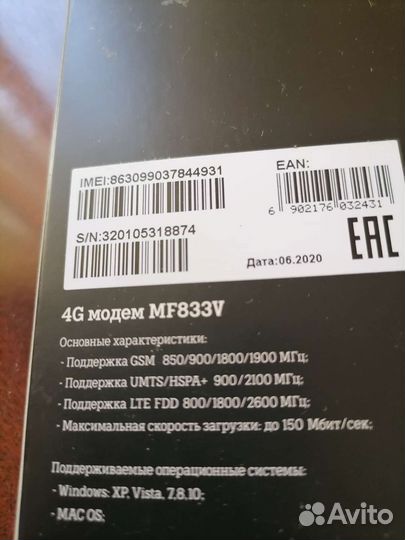 IMEI:863099037844931
EAN:
6 902176 032431
S/N:320105318874
Дата:06.2020
EAC
4G модем MF833V
Основные характеристики:
- Поддержка GSM 850/900/1800/1900 МГц;
- Поддержка UMTS/HSPA+ 900/2100 МГц;
- Поддержка LTE FDD 800/1800/2600 МГц;
- Максимальная скорость загрузки: до 150 Мбит/сек;
Поддерживаемые операционные системы:
- Windows: XP, Vista, 7,8,10;
- MAC OS;
Avito